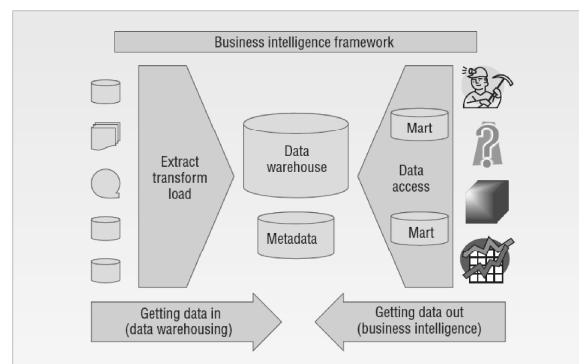 Business intelligence framework
Extract
transform
load
Data
warehouse
Metadata
Mart
Data
access
Mart
Getting data in
(data warehousing)
Getting data out
(business intelligence)